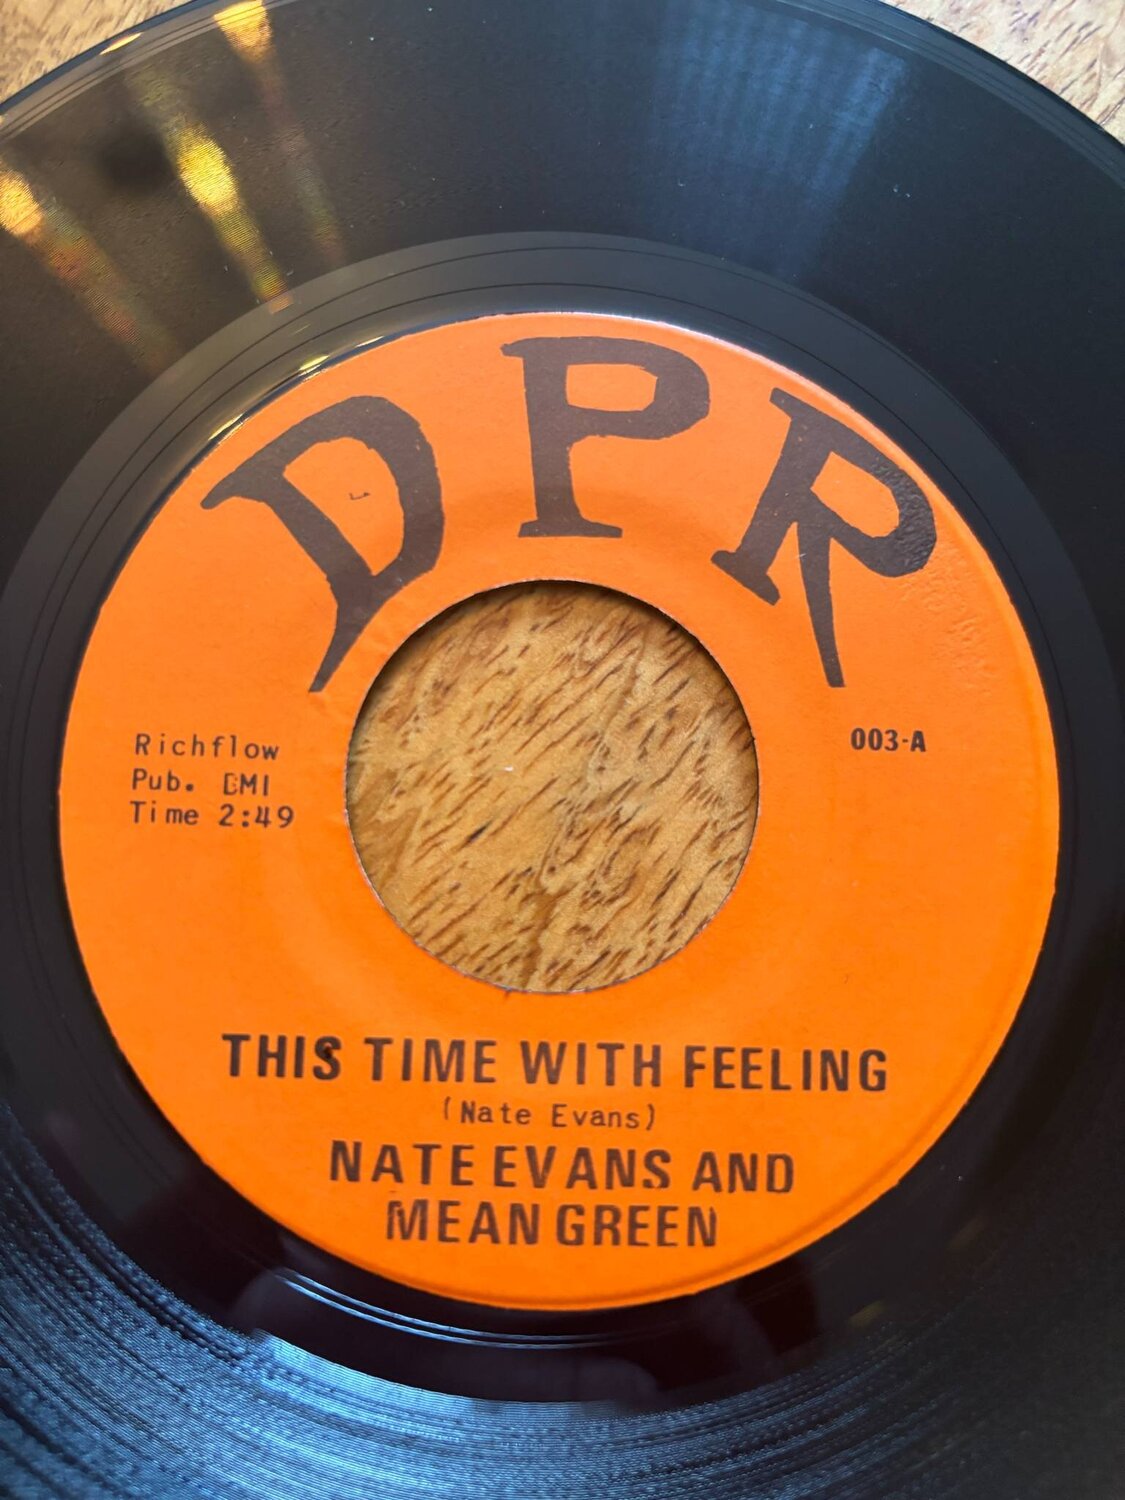 DPR
Richflow
Pub. BMI
Time 2:49
003-A
THIS TIME WITH FEELING
(Nate Evans)
NATE EVANS AND
MEAN GREEN